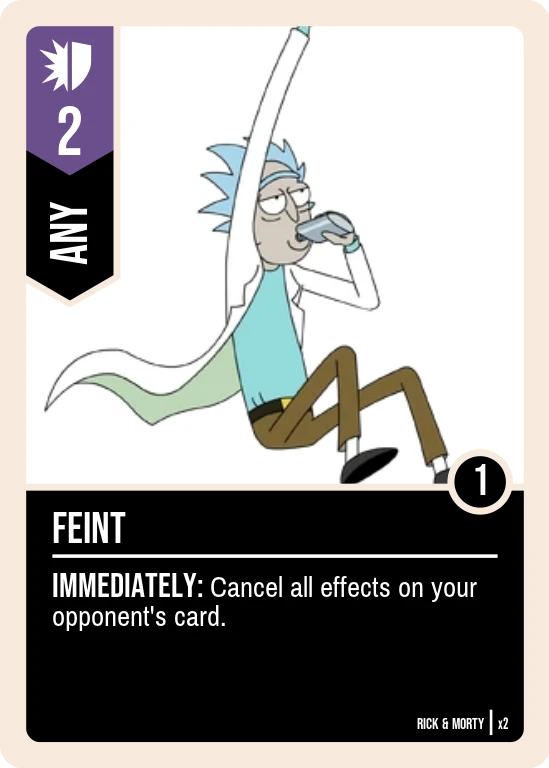 2
ANY
1
FEINT
IMMEDIATELY: Cancel all effects on your
opponent's card.
RICK & MORTY | x2